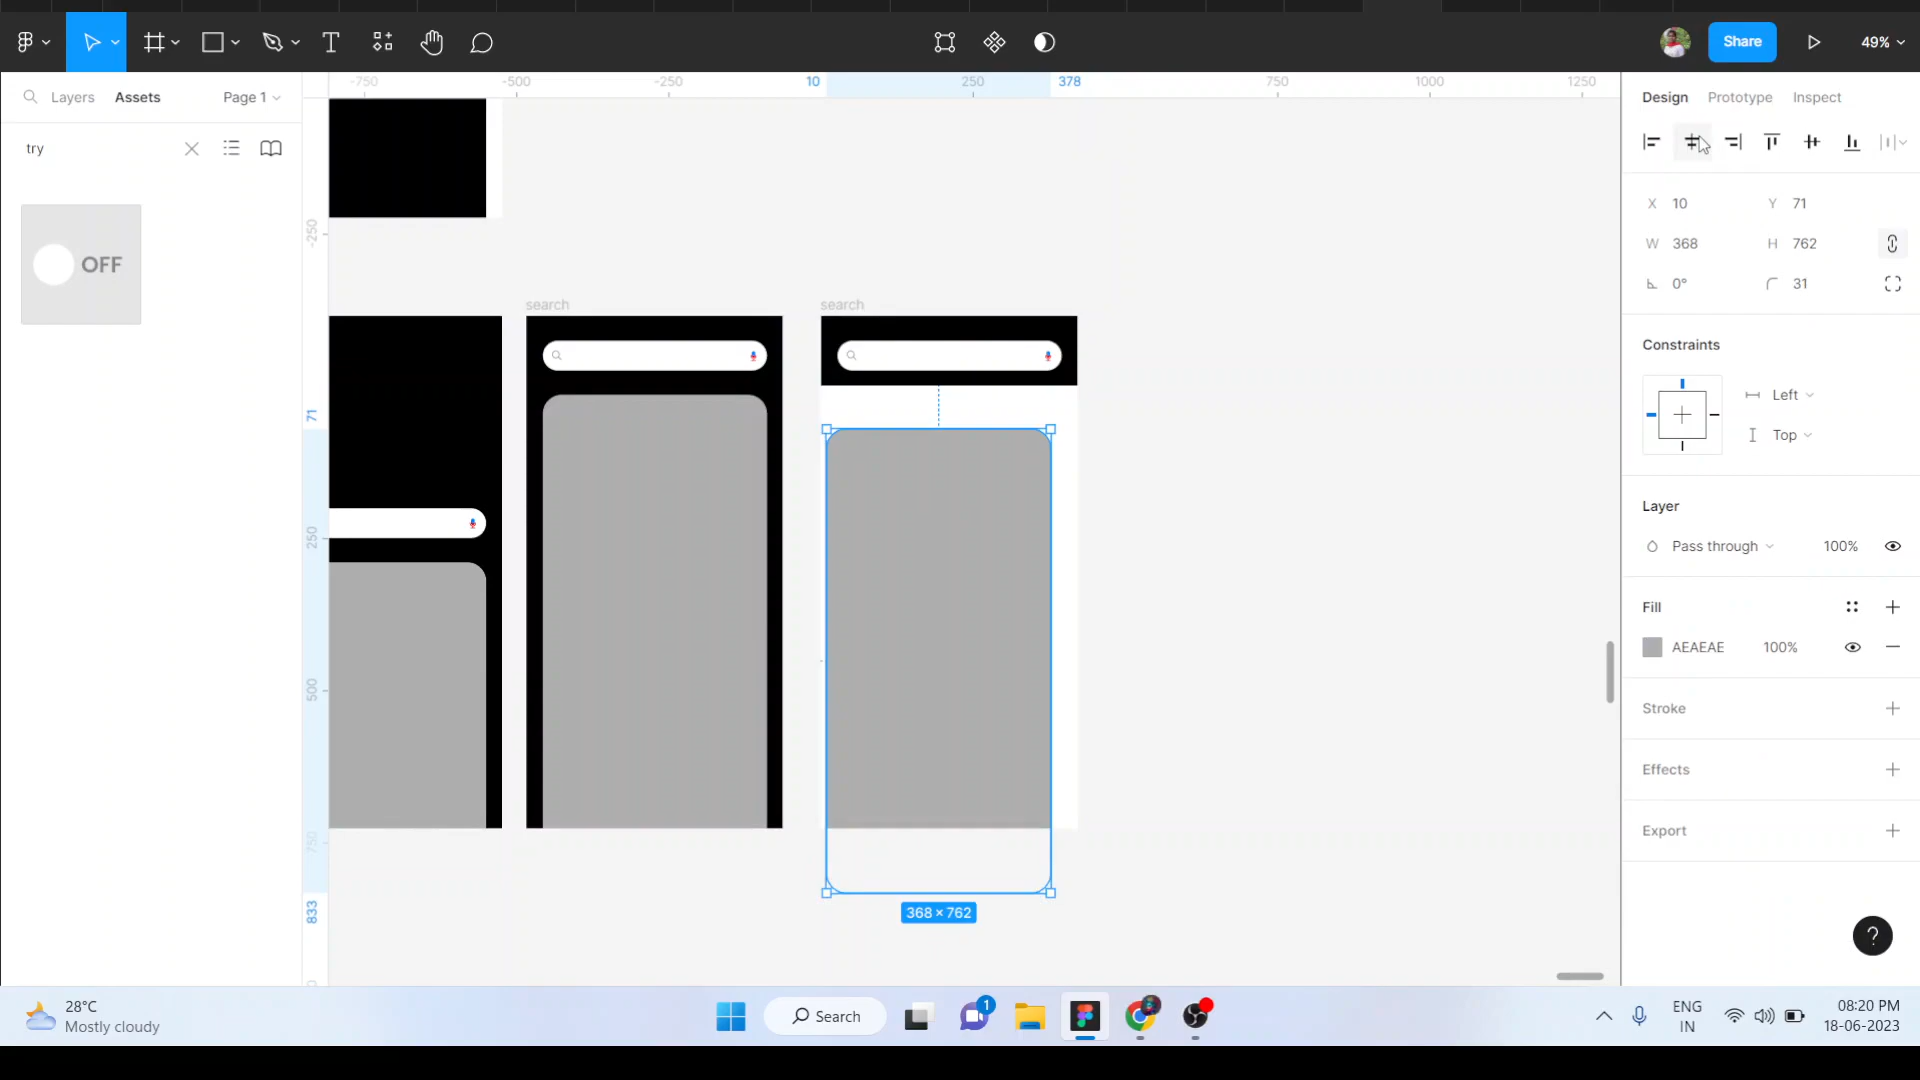 Share
49%
Layers
Assets
Page 1
-750
-500
-250
10
250
378
750
1000
1250
Design
Prototype
Inspect
try
OFF
-250
71
250
500
750
833
search
search
368 × 762
X
10
Y
71
W
368
H
762
0°
31
Constraints
Left
Top
Layer
Pass through
100%
Fill
AEAEAE
100%
Stroke
Effects
Export
?
28°C
Mostly cloudy
Search
1
ENG
IN
08:20 PM
18-06-2023